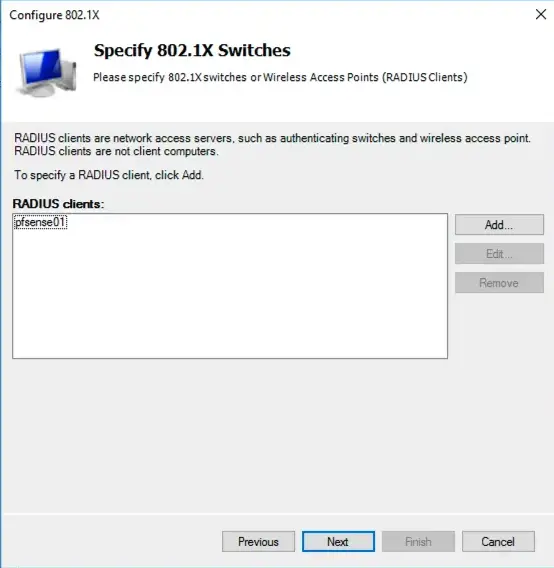 Configure 802.1X
Specify 802.1X Switches
Please specify 802.1X switches or Wireless Access Points (RADIUS Clients)
RADIUS clients are network access servers, such as authenticating switches and wireless access point.
RADIUS clients are not client computers.
To specify a RADIUS client, click Add.
RADIUS clients:
pfsense01
Add...
Edit...
Remove
Previous
Next
Finish
Cancel